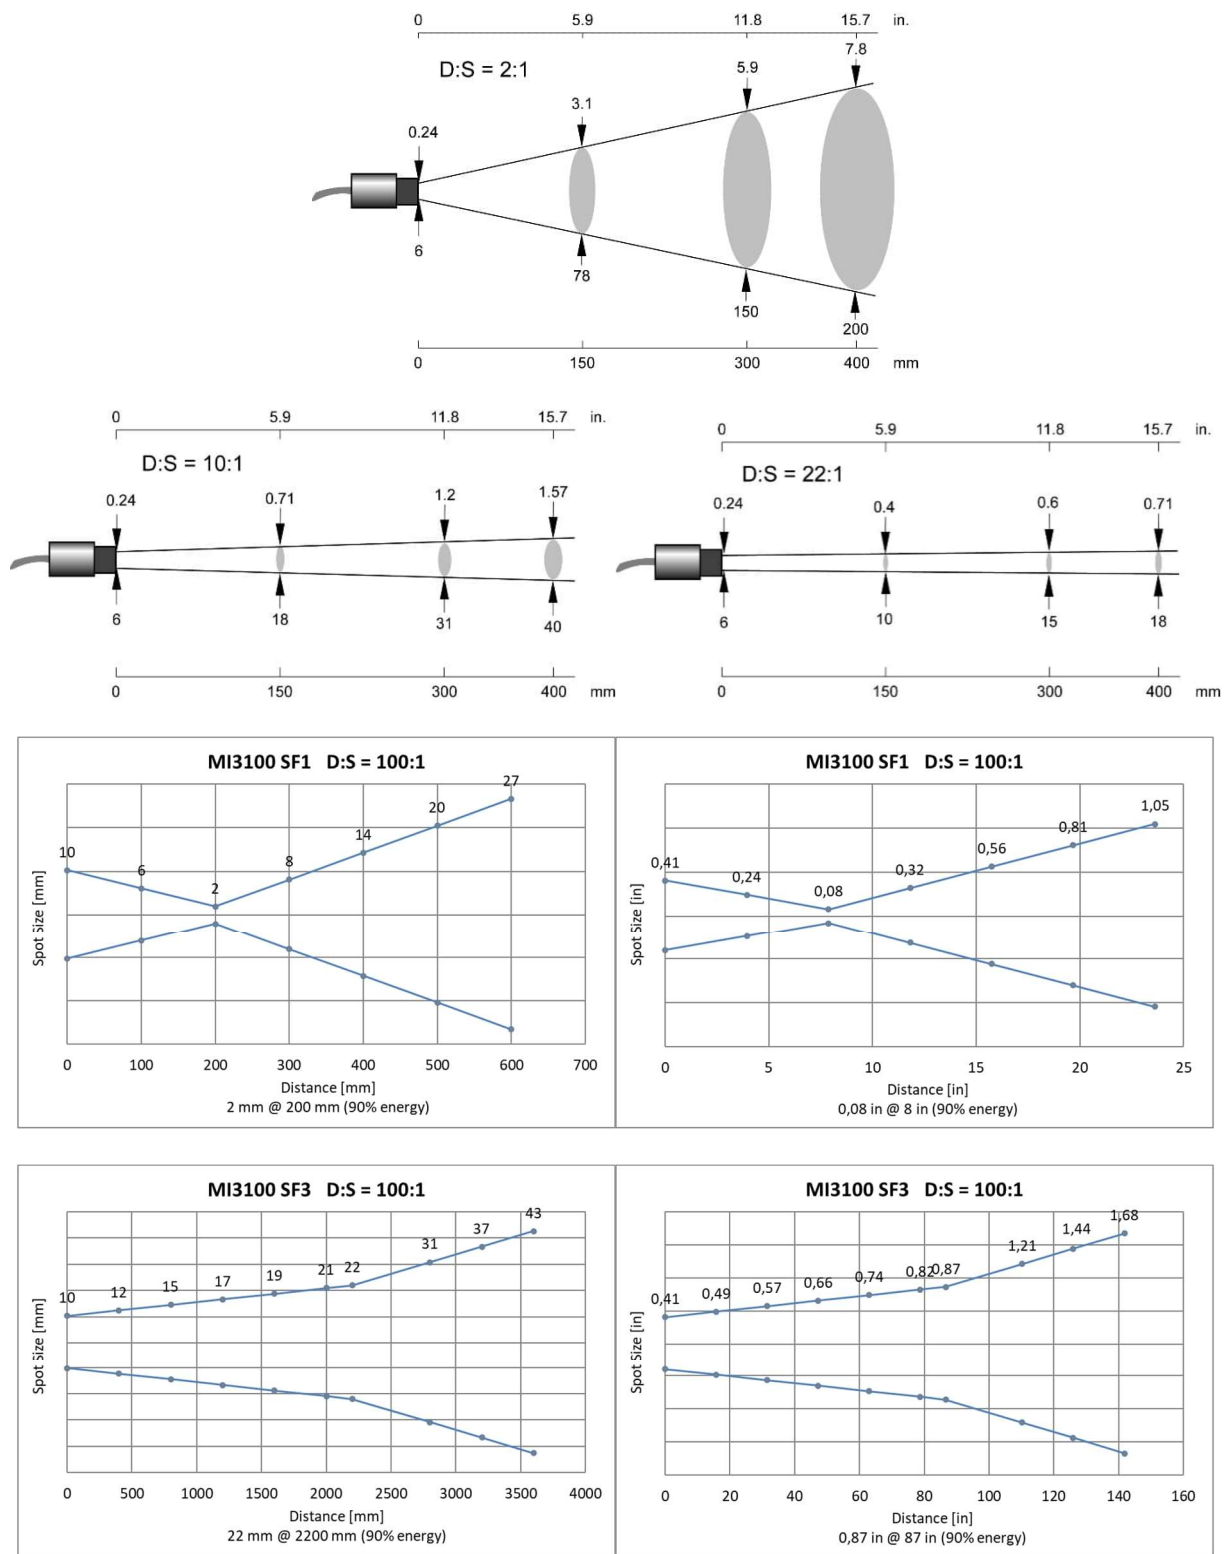 0 5.9 11.8 15.7 in.
7.8
D:S = 2:1
5.9
3.1
0.24
6
78
150
200
0 150 300 400 mm
0 5.9 11.8 15.7 in.
D:S = 10:1
0.24 0.71 1.2 1.57
6 18 31 40
0 150 300 400 mm
0 5.9 11.8 15.7 in.
D:S = 22:1
0.24 0.4 0.6 0.71
6 10 15 18
0 150 300 400 mm
MI3100 SF1 D:S = 100:1
10 6 2 8 14 20 27
Spot Size [mm]
0 100 200 300 400 500 600 700
Distance [mm]
2 mm @ 200 mm (90% energy)
MI3100 SF1 D:S = 100:1
0,41 0,24 0,08 0,32 0,56 0,81 1,05
Spot Size [in]
0 5 10 15 20 25
Distance [in]
0,08 in @ 8 in (90% energy)
MI3100 SF3 D:S = 100:1
10 12 15 17 19 21 22 31 37 43
Spot Size [mm]
0 500 1000 1500 2000 2500 3000 3500 4000
Distance [mm]
22 mm @ 2200 mm (90% energy)
MI3100 SF3 D:S = 100:1
0,41 0,49 0,57 0,66 0,74 0,82 0,87 1,21 1,44 1,68
Spot Size [in]
0 20 40 60 80 100 120 140 160
Distance [in]
0,87 in @ 87 in (90% energy)